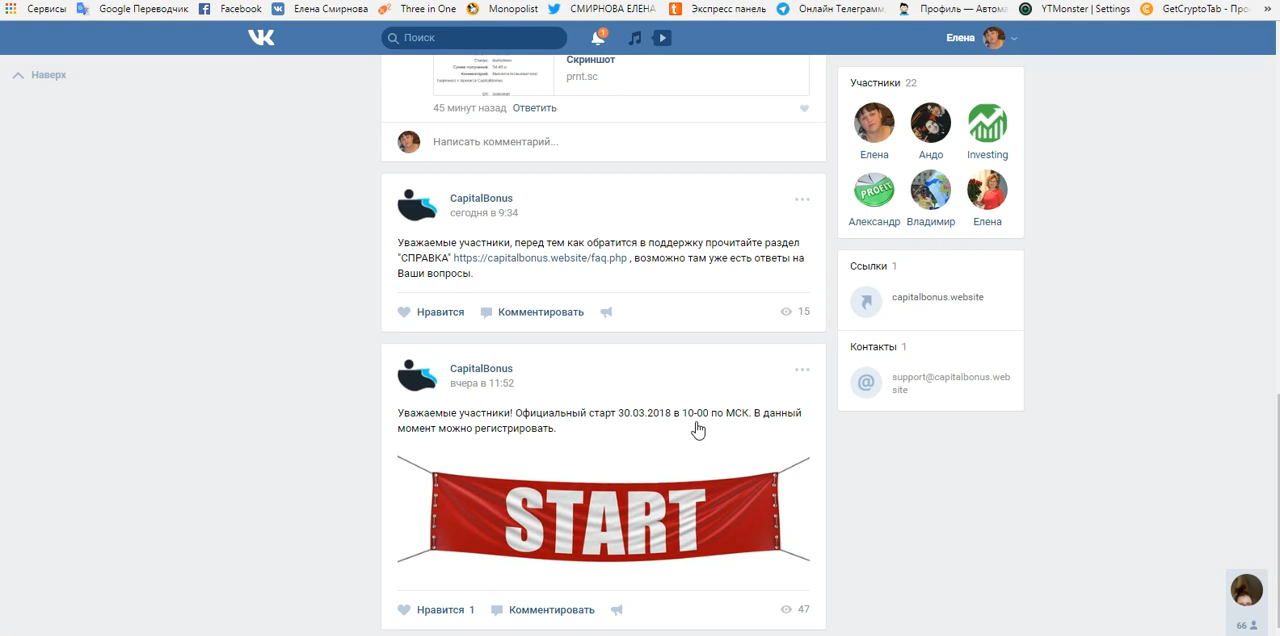 Сервисы Google Переводчик Facebook Елена Смирнова Three in One Monopolist СМИРНОВА ЕЛЕНА Экспресс панель Онлайн Телеграмм, Профиль — Автома YTMonster | Settings GetCryptoTab - Про »
Поиск 1 Елена
Наверх
Скриншот
prnt.sc
45 минут назад Ответить
Написать комментарий...
CapitalBonus
сегодня в 9:34
Уважаемые участники, перед тем как обратится в поддержку прочитайте раздел
"СПРАВКА" https://capitalbonus.website/faq.php , возможно там уже есть ответы на
Ваши вопросы.
Нравится Комментировать 15
CapitalBonus
вчера в 11:52
Уважаемые участники! Официальный старт 30.03.2018 в 10-00 по МСК. В данный
момент можно регистрировать.
START
Нравится 1 Комментировать 47
Участники 22
Елена Андо Investing
PROFIT
Александр Владимир Елена
Ссылки 1
capitalbonus.website
Контакты 1
support@capitalbonus.web
site
66